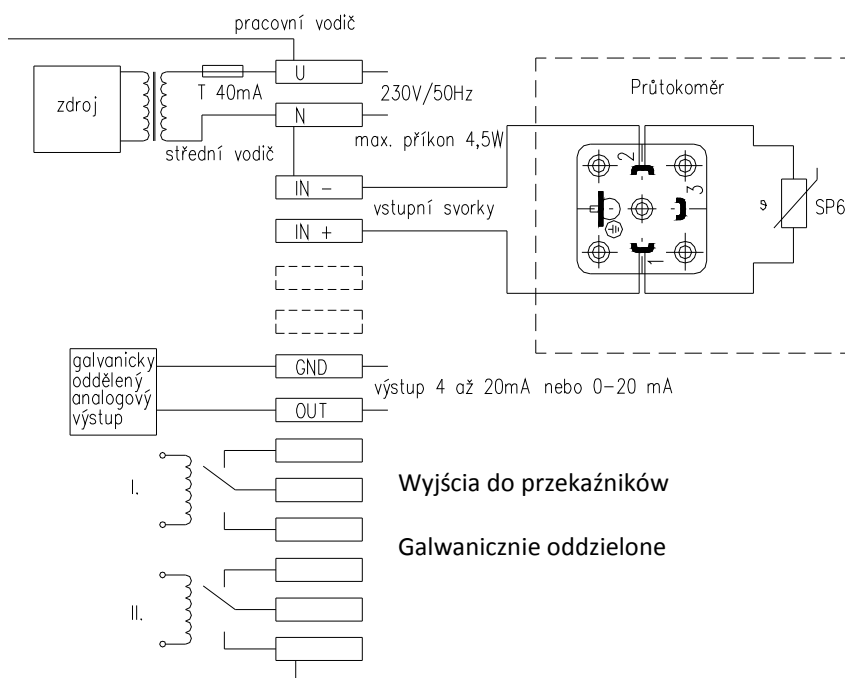 pracovní vodič
zdroj
T 40mA
U
230V/50Hz
N
max. příkon 4,5W
střední vodič
IN -
vstupní svorky
IN +
Průtokoměr
2
3
1
ϑ
SP6
galvanicky
oddělený
analogový
výstup
GND
výstup 4 až 20mA nebo 0-20 mA
OUT
I.
Wyjścia do przekaźników
Galwanicznie oddzielone
II.